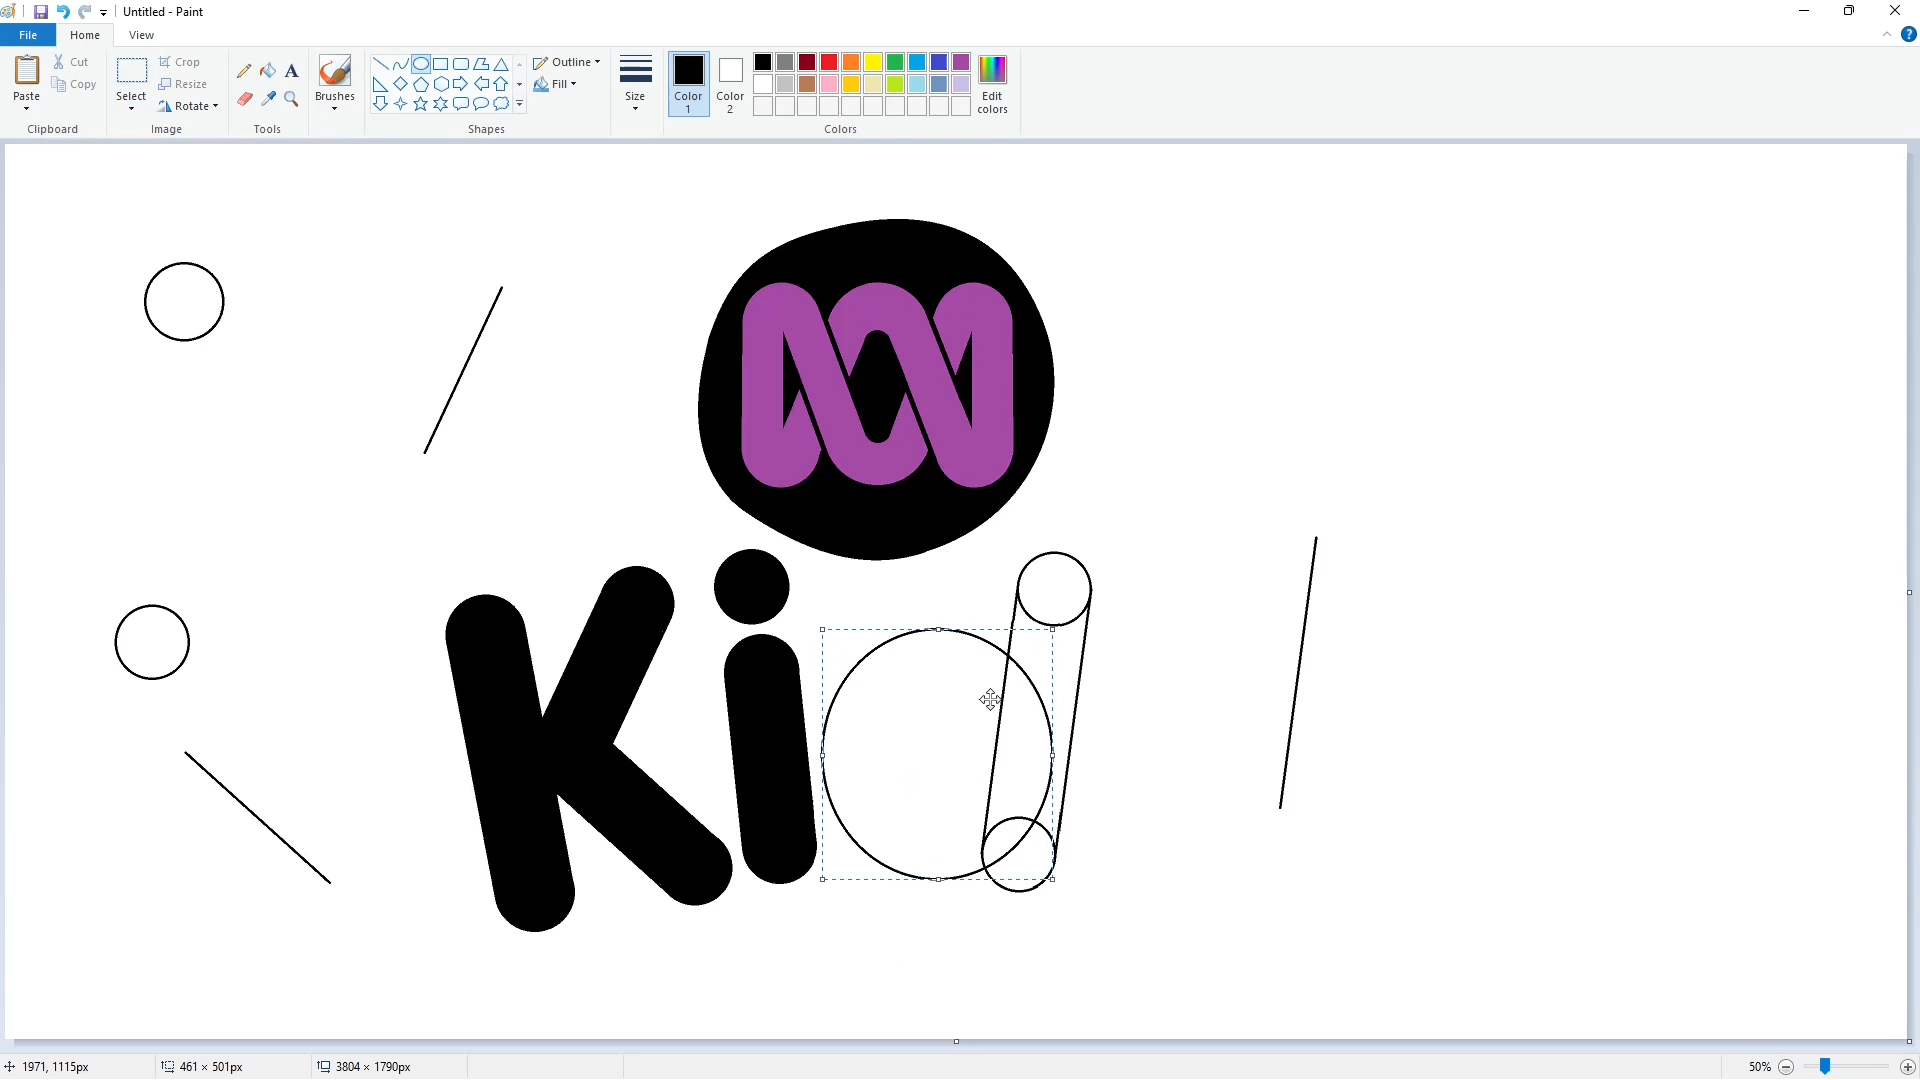 Untitled - Paint
File
Home
View
Paste
Cut
Copy
Clipboard
Select
Crop
Resize
Rotate
Image
A
Tools
Brushes
Outline
Fill
Shapes
Size
Color 1
Color 2
Edit colors
Colors
?
Kid
1971, 1115px
461 × 501px
3804 × 1790px
50%